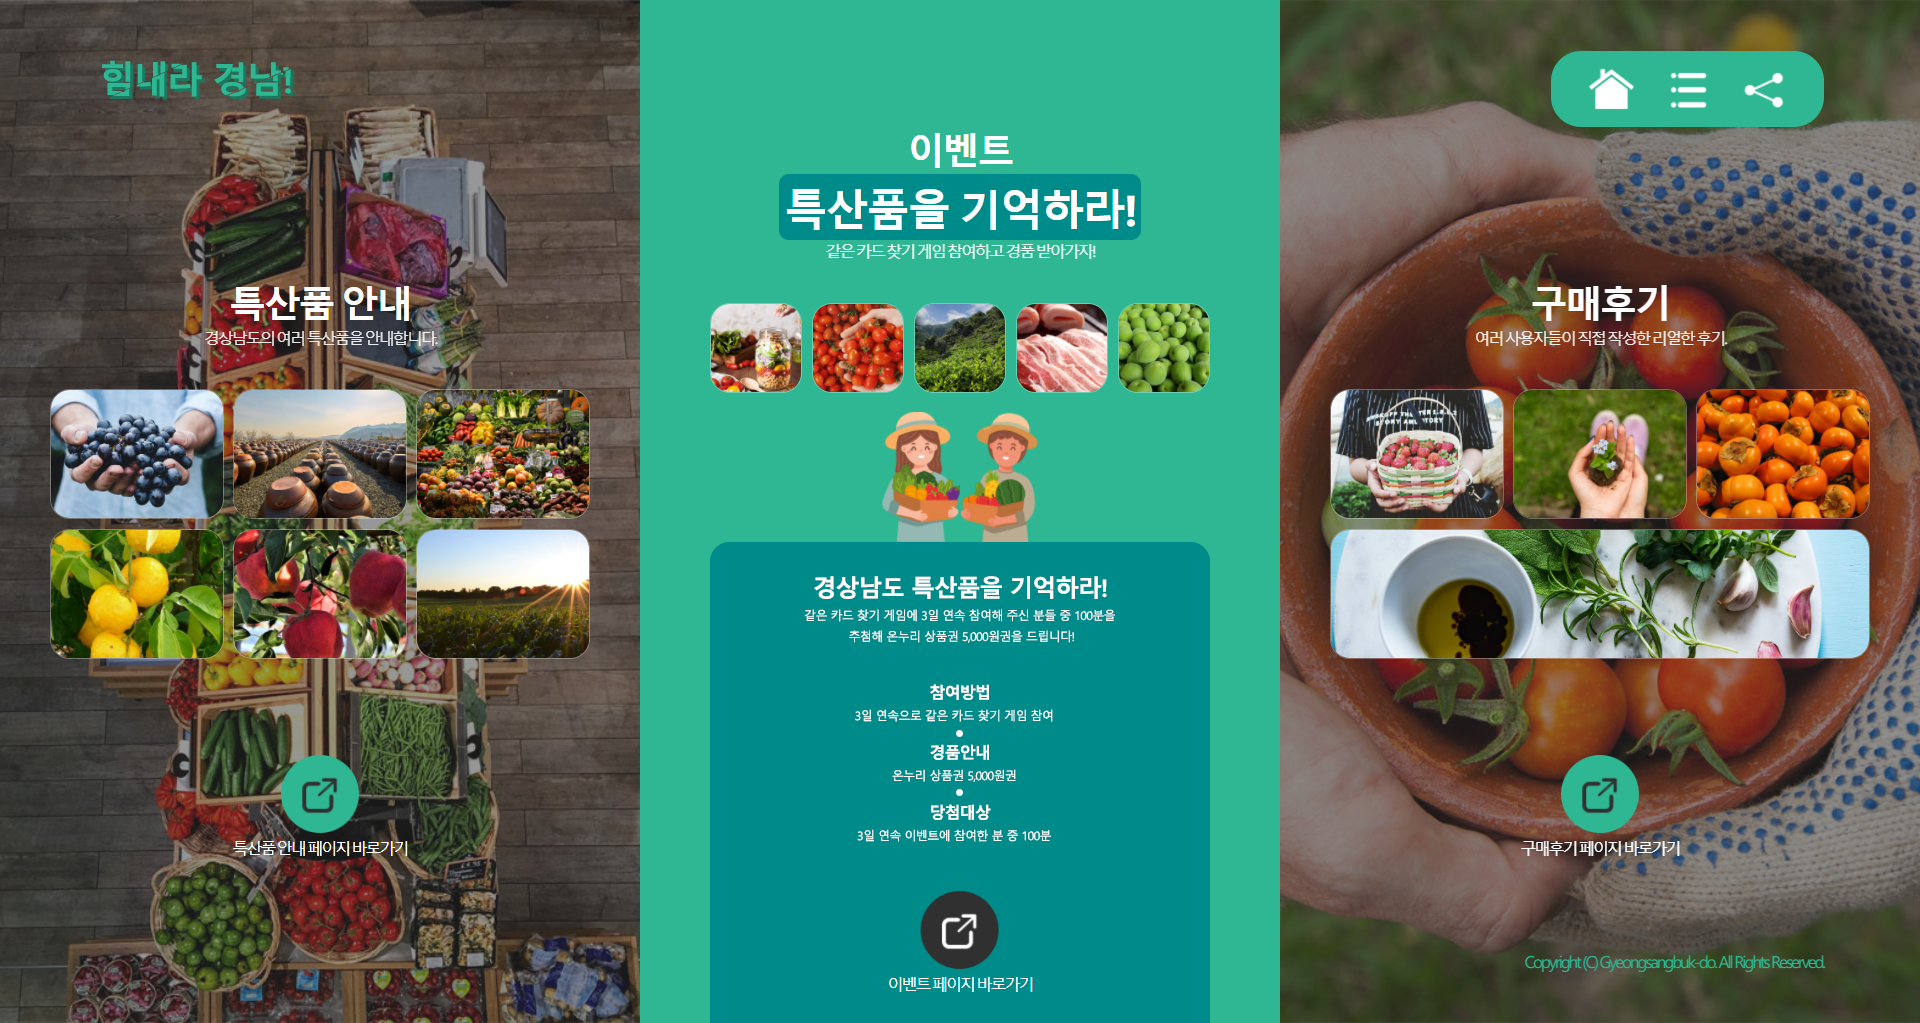 힘내라 경남!
특산품 안내
경상남도의 여러 특산품을 안내합니다.
특산품 안내 페이지 바로가기
이벤트
특산품을 기억하라!
같은 카드 찾기 게임 참여하고 경품 받아가자!
경상남도 특산품을 기억하라!
같은 카드 찾기 게임에 3일 연속 참여해 주신 분들 중 100분을
추첨해 온누리 상품권 5,000원권을 드립니다!
참여방법
3일 연속으로 같은 카드 찾기 게임 참여
경품안내
온누리 상품권 5,000원권
당첨대상
3일 연속 이벤트에 참여한 분 중 100분
이벤트 페이지 바로가기
구매후기
여러 사용자들이 직접 작성한 리얼한 후기.
구매후기 페이지 바로가기
Copyright (C) Gyeongsangbuk-do. All Rights Reserved.